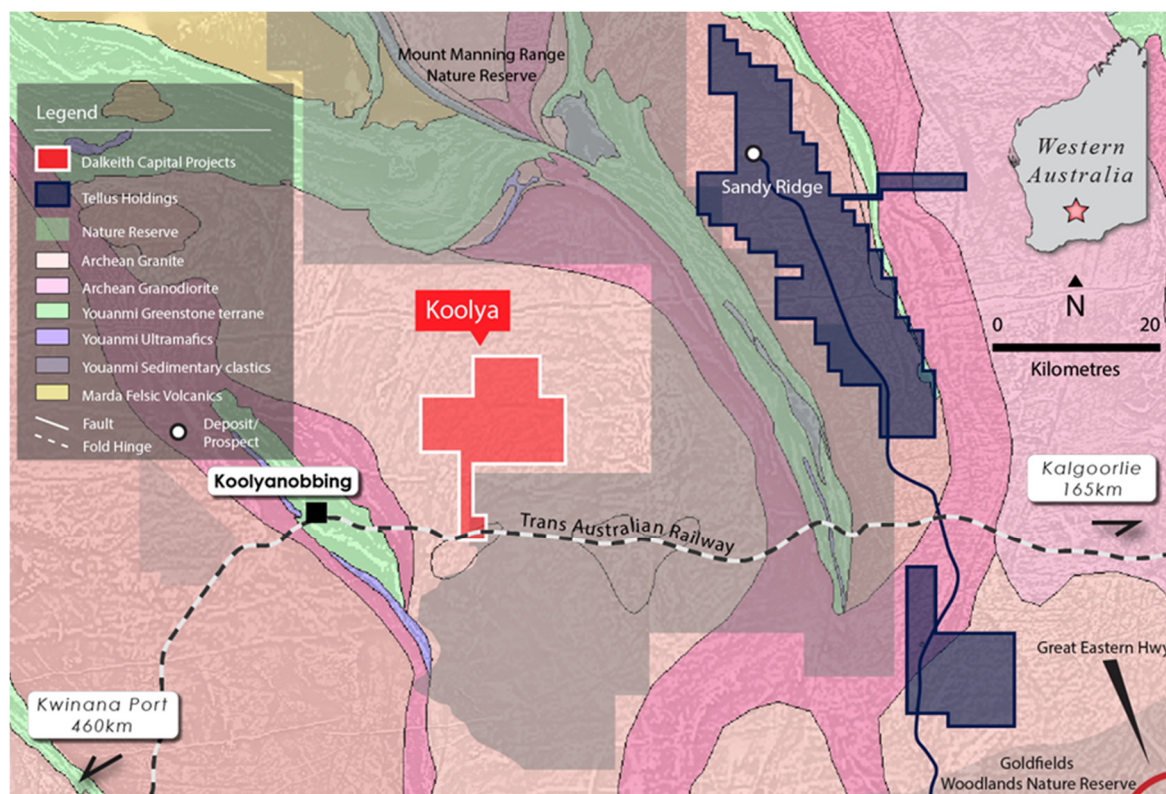 Mount Manning Range
Nature Reserve
Legend
Dalkeith Capital Projects
Tellus Holdings
Nature Reserve
Archean Granite
Archean Granodiorite
Youanmi Greenstone terrane
Youanmi Ultramafics
Youanmi Sedimentary clastics
Marda Felsic Volcanics
Fault
Fold Hinge
Deposit/
Prospect
Sandy Ridge
Western
Australia
N
0 20
Kilometres
Koolya
Koolyanobbing
Trans Australian Railway
Kalgoorlie
165km
Kwinana Port
460km
Great Eastern Hwy
Goldfields
Woodlands Nature Reserve